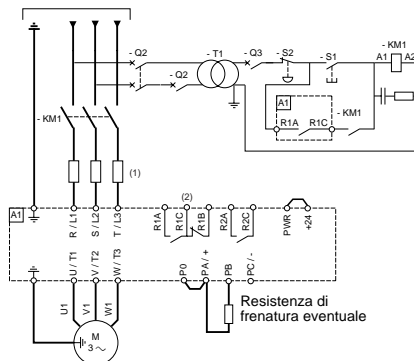 - Q2
- T1
- Q3
- S2
- S1
- KM1
A1
A2
- Q2
A1
R1A
R1C
- KM1
- KM1
(1)
(2)
A1
R / L1
S / L2
T / L3
R1A
R1C
R1B
R2A
R2C
PWR
+24
U / T1
V / T2
W / T3
P0
PA / +
PB
PC / -
U1
V1
W1
M
3 ~
Resistenza di
frenatura eventuale